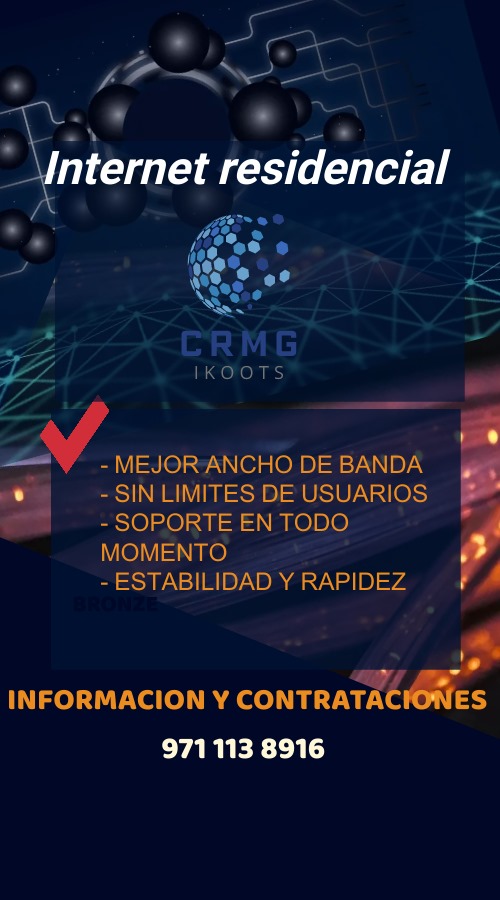 Internet residencial
CRMG
IKOOTS
- MEJOR ANCHO DE BANDA
- SIN LIMITES DE USUARIOS
- SOPORTE EN TODO
MOMENTO
- ESTABILIDAD Y RAPIDEZ
BRONZE
INFORMACION Y CONTRATACIONES
971 113 8916